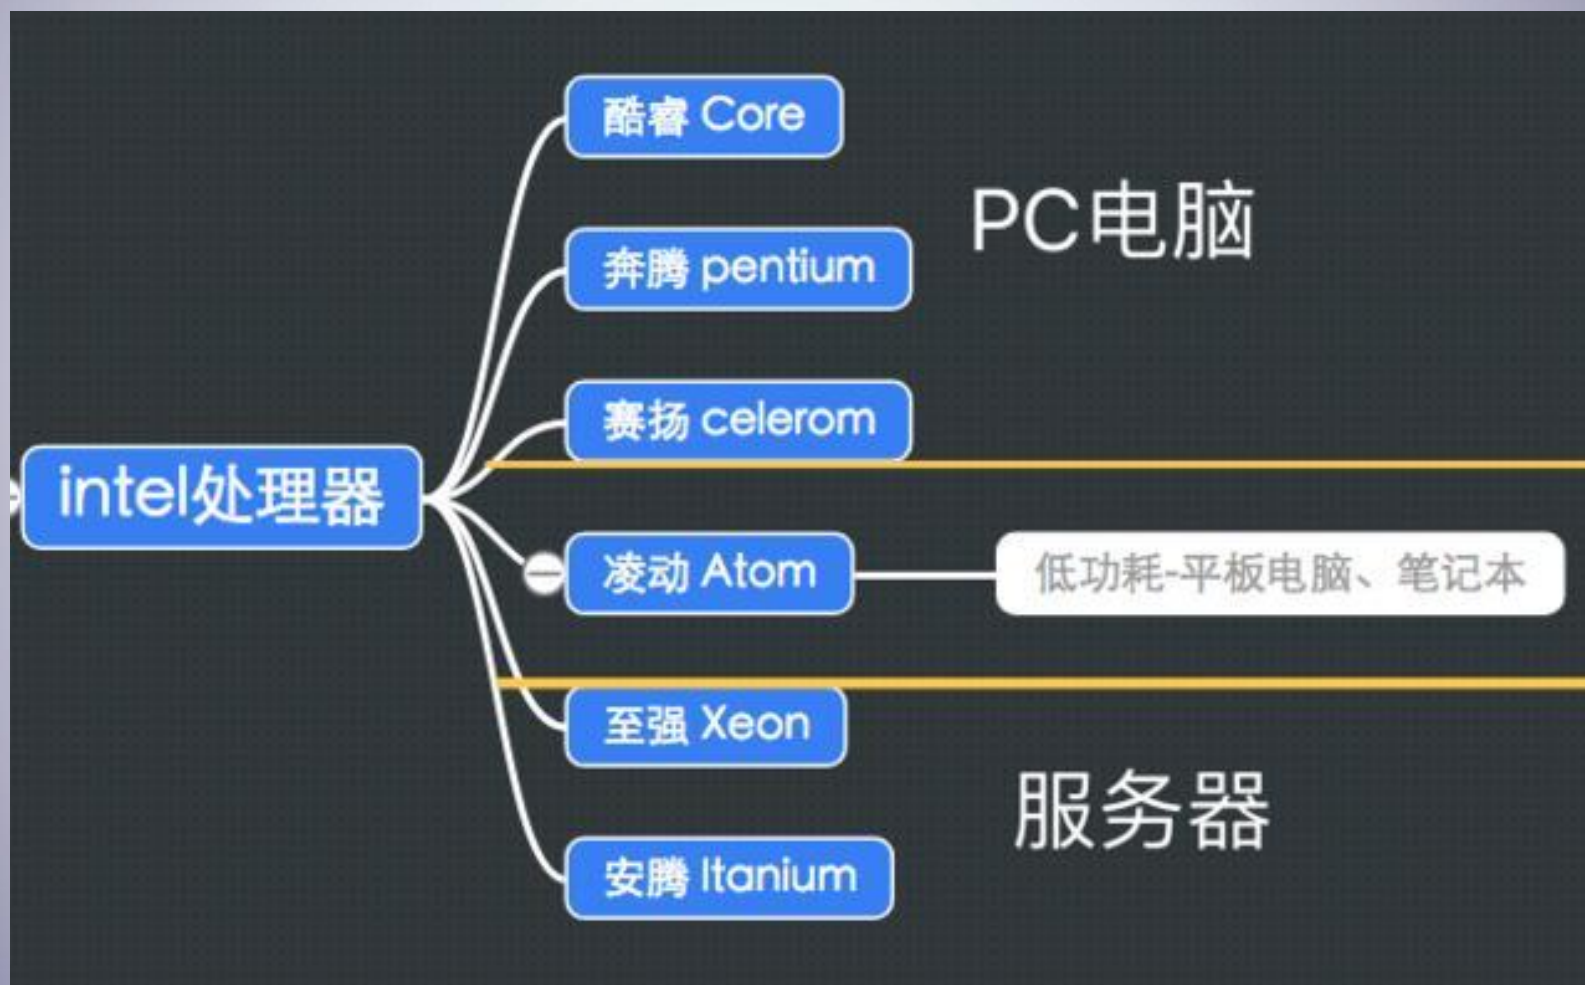 酷睿 Core
PC电脑
奔腾 pentium
赛扬 celerom
intel处理器
凌动 Atom
低功耗-平板电脑、笔记本
至强 Xeon
服务器
安腾 Itanium